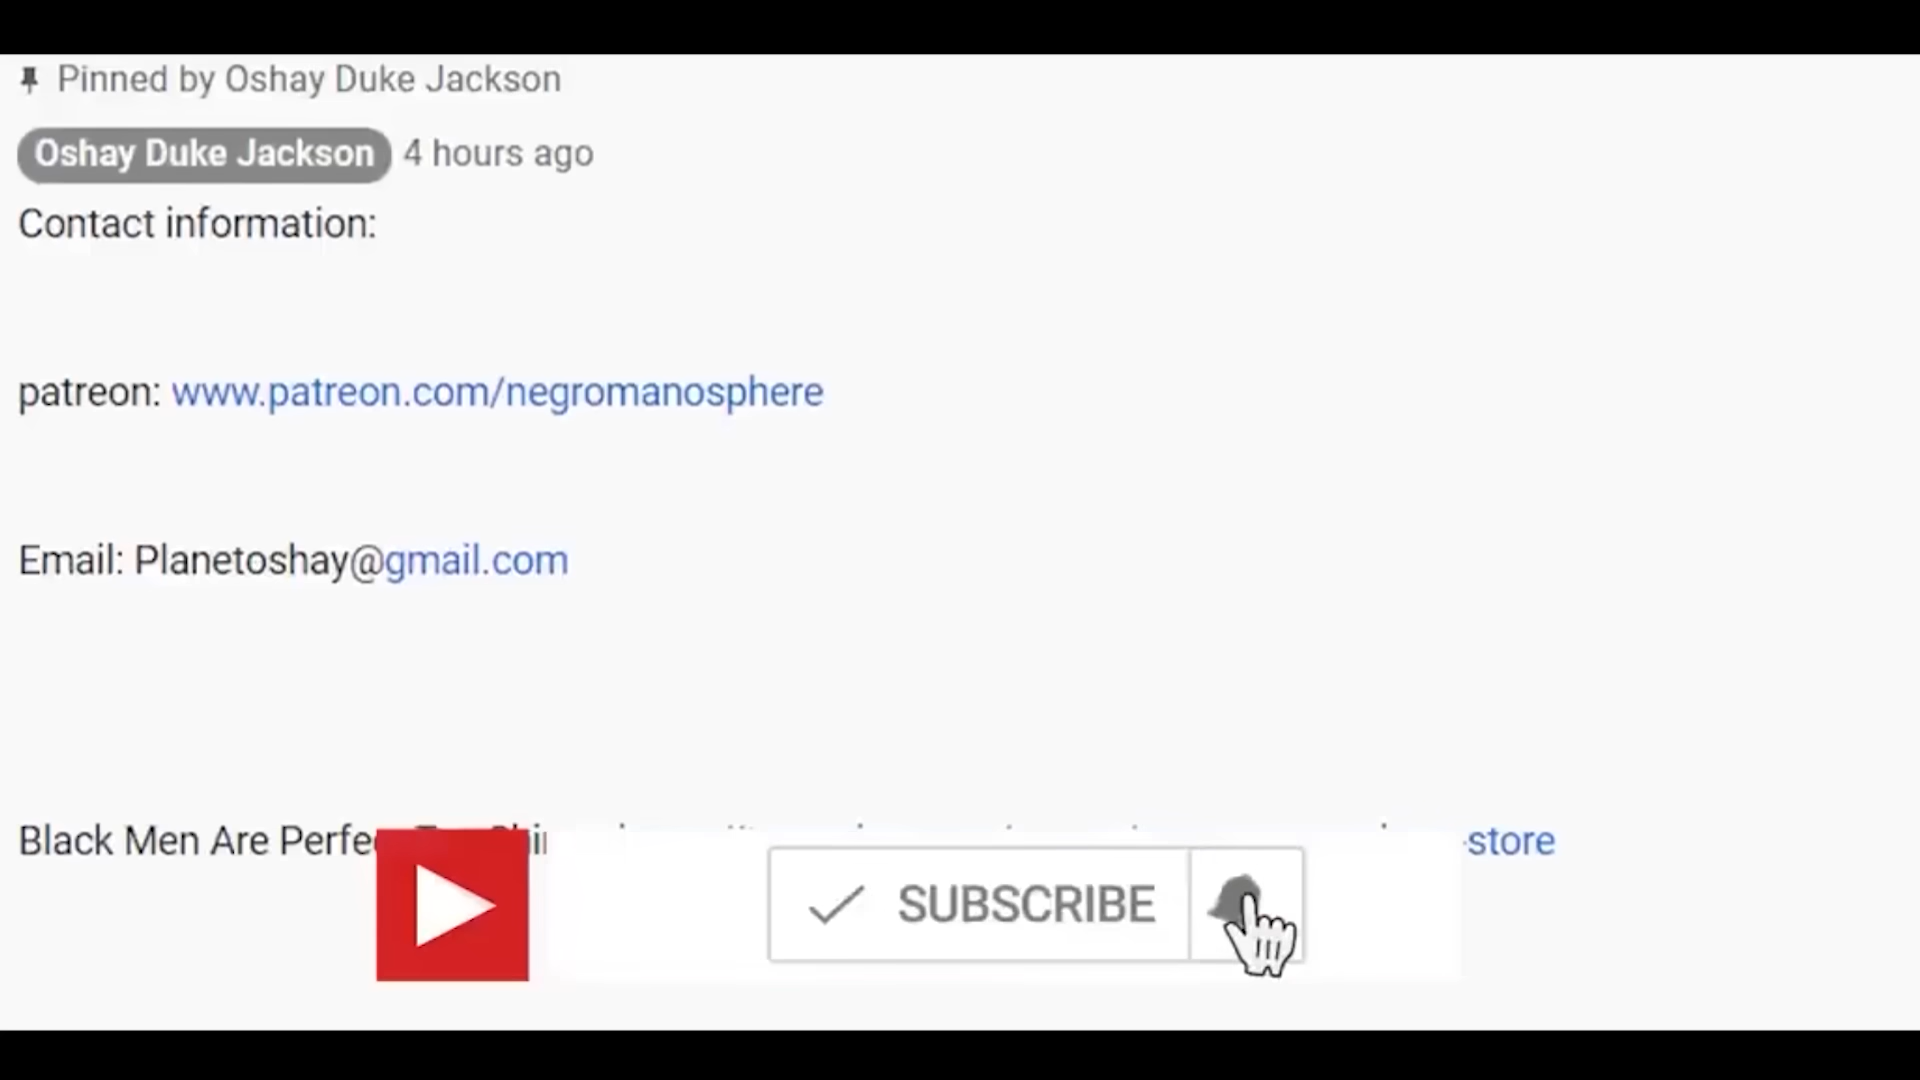 Pinned by Oshay Duke Jackson
Oshay Duke Jackson 4 hours ago
Contact information:
patreon: www.patreon.com/negromanosphere
Email: Planetoshay@gmail.com
Black Men Are -store
SUBSCRIBE